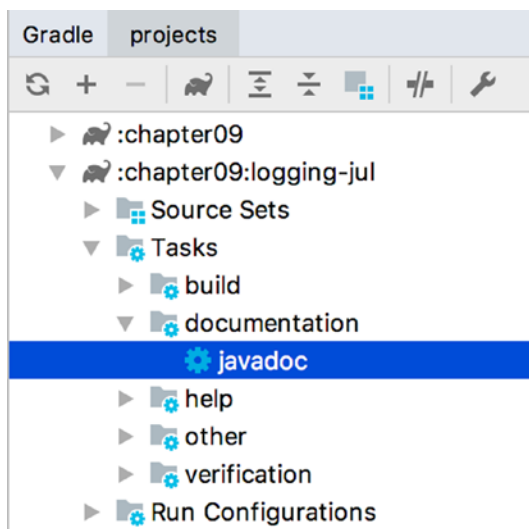 Gradle projects
:chapter09
:chapter09:logging-jul
Source Sets
Tasks
build
documentation
javadoc
help
other
verification
Run Configurations